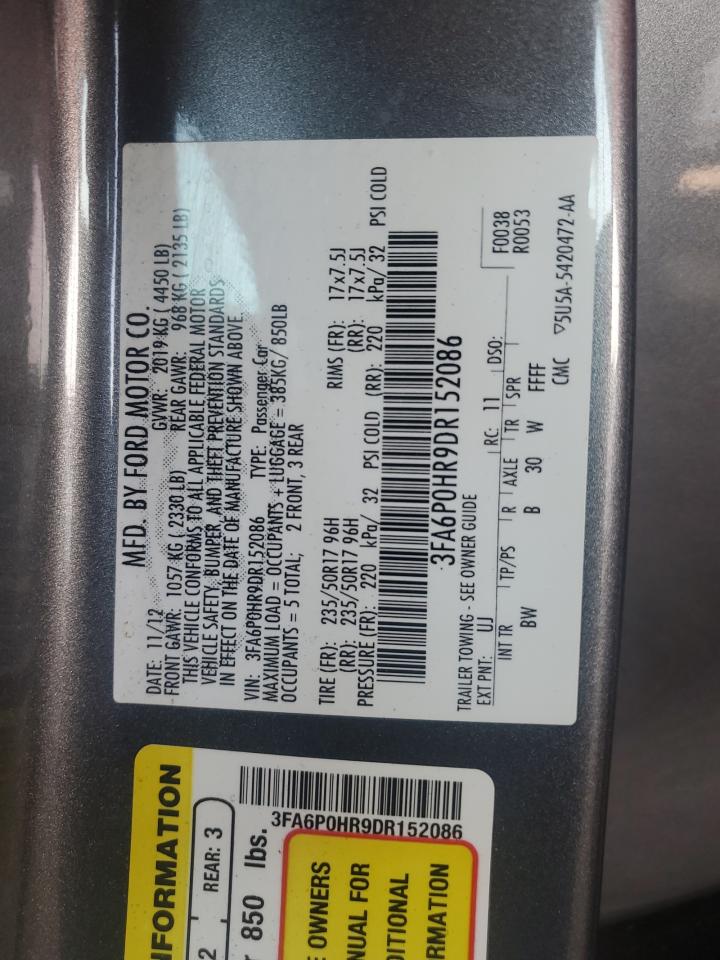 MFD. BY FORD MOTOR CO.
DATE: 11/12 GVWR: 2019 KG ( 4450 LB)
FRONT GAWR: 1057 KG ( 2330 LB) REAR GAWR: 968 KG ( 2135 LB)
THIS VEHICLE CONFORMS TO ALL APPLICABLE FEDERAL MOTOR
VEHICLE SAFETY, BUMPER, AND THEFT PREVENTION STANDARDS
IN EFFECT ON THE DATE OF MANUFACTURE SHOWN ABOVE.
VIN: 3FA6P0HR9DR152086 TYPE: Passenger Car
MAXIMUM LOAD = OCCUPANTS + LUGGAGE = 385KG/ 850LB
OCCUPANTS = 5 TOTAL; 2 FRONT, 3 REAR
TIRE (FR): 235/50R17 96H RIMS (FR): 17x7.5J
(RR): 235/50R17 96H (RR): 17x7.5J
PRESSURE (FR): 220 kPa/ 32 PSI COLD (RR): 220 kPa/ 32 PSI COLD
3FA6P0HR9DR152086
TRAILER TOWING - SEE OWNER GUIDE
EXT PNT: UJ RC: 11 DSO: F0038
R0053
INT TR TP/PS R AXLE TR SPR
BW B 30 W FFFF
CMC ▽5U5A-5420472-AA
NFORMATION
2 REAR: 3
850 lbs.
3FA6P0HR9DR152086
E OWNERS
NUAL FOR
DITIONAL
RMATION